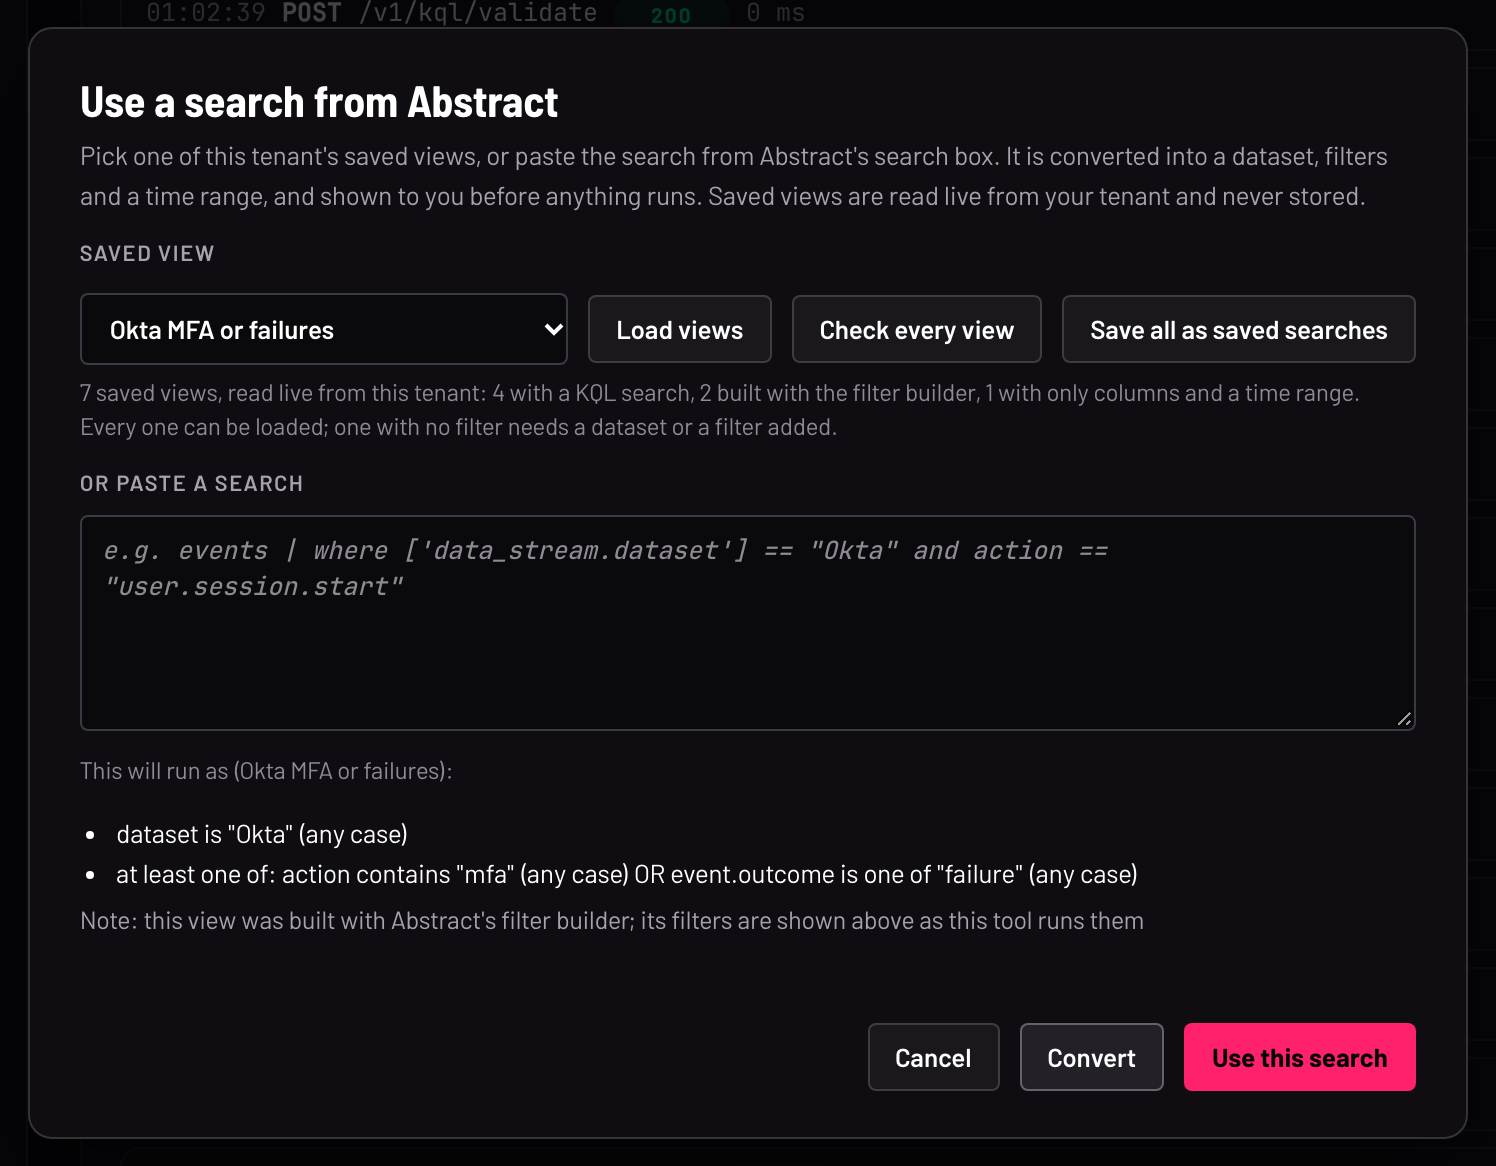 01:02:39 POST /v1/kql/validate 200 0 ms
Use a search from Abstract
Pick one of this tenant's saved views, or paste the search from Abstract's search box. It is converted into a dataset, filters
and a time range, and shown to you before anything runs. Saved views are read live from your tenant and never stored.
SAVED VIEW
Okta MFA or failures
Load views
Check every view
Save all as saved searches
7 saved views, read live from this tenant: 4 with a KQL search, 2 built with the filter builder, 1 with only columns and a time range.
Every one can be loaded; one with no filter needs a dataset or a filter added.
OR PASTE A SEARCH
e.g. events | where ['data_stream.dataset'] == "Okta" and action ==
"user.session.start"
This will run as (Okta MFA or failures):
• dataset is "Okta" (any case)
• at least one of: action contains "mfa" (any case) OR event.outcome is one of "failure" (any case)
Note: this view was built with Abstract's filter builder; its filters are shown above as this tool runs them
Cancel
Convert
Use this search